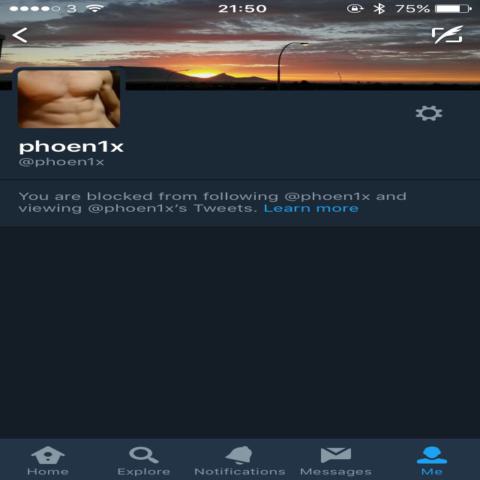 3 21:50 75%
phoen1x
@phoen1x
You are blocked from following @phoen1x and
viewing @phoen1x's Tweets. Learn more
Home Explore Notifications Messages Me